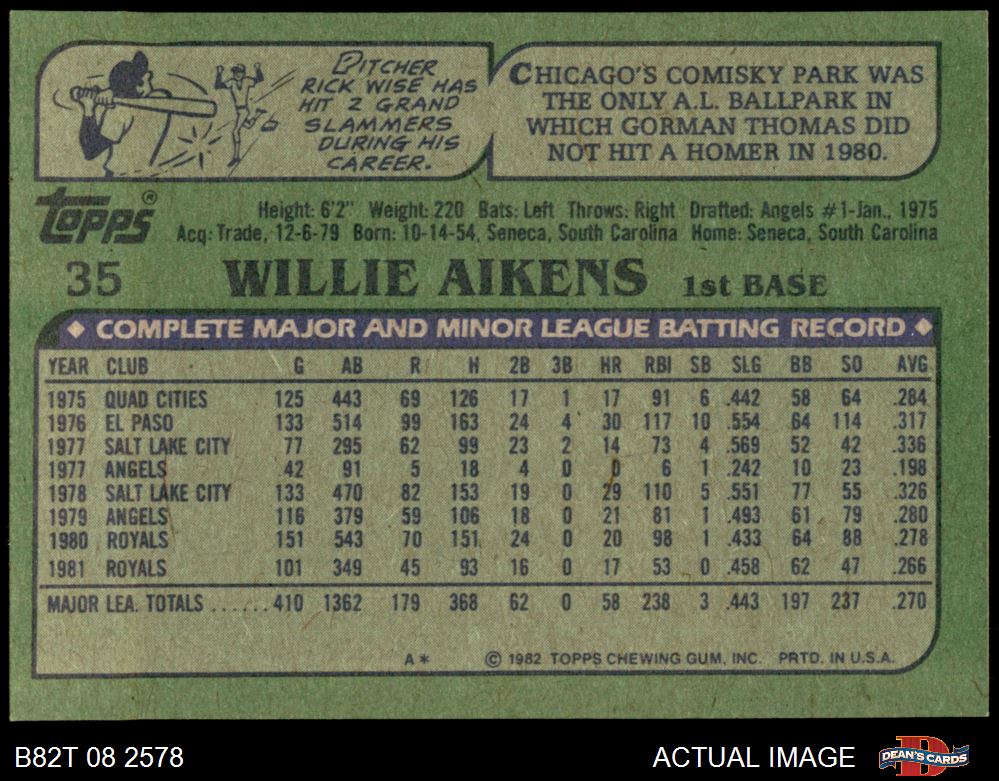 PITCHER
RICK WISE HAS
HIT 2 GRAND
SLAMMERS
DURING HIS
CAREER.
CHICAGO'S COMISKY PARK WAS
THE ONLY A.L. BALLPARK IN
WHICH GORMAN THOMAS DID
NOT HIT A HOMER IN 1980.
TOPPS®
Height: 6'2" Weight: 220 Bats: Left Throws: Right Drafted: Angels #1-Jan., 1975
Acq: Trade, 12-6-79 Born: 10-14-54, Seneca, South Carolina Home: Seneca, South Carolina
35 WILLIE AIKENS 1st BASE
COMPLETE MAJOR AND MINOR LEAGUE BATTING RECORD
YEAR CLUB G AB R H 2B 3B HR RBI SB SLG BB SO AVG
1975 QUAD CITIES 125 443 69 126 17 1 17 91 6 .442 58 64 .284
1976 EL PASO 133 514 99 163 24 4 30 117 10 .554 64 114 .317
1977 SALT LAKE CITY 77 295 62 99 23 2 14 73 4 .569 52 42 .336
1977 ANGELS 42 91 5 18 4 0 0 6 1 .242 10 23 .198
1978 SALT LAKE CITY 133 470 82 153 19 0 29 110 5 .551 77 55 .326
1979 ANGELS 116 379 59 106 18 0 21 81 1 .493 61 79 .280
1980 ROYALS 151 543 70 151 24 0 20 98 1 .433 64 88 .278
1981 ROYALS 101 349 45 93 16 0 17 53 0 .458 62 47 .266
MAJOR LEA. TOTALS ...... 410 1362 179 368 62 0 58 238 3 .443 197 237 .270
A* © 1982 TOPPS CHEWING GUM, INC. PRTD. IN U.S.A.
B82T 08 2578 ACTUAL IMAGE DEAN'S CARDS